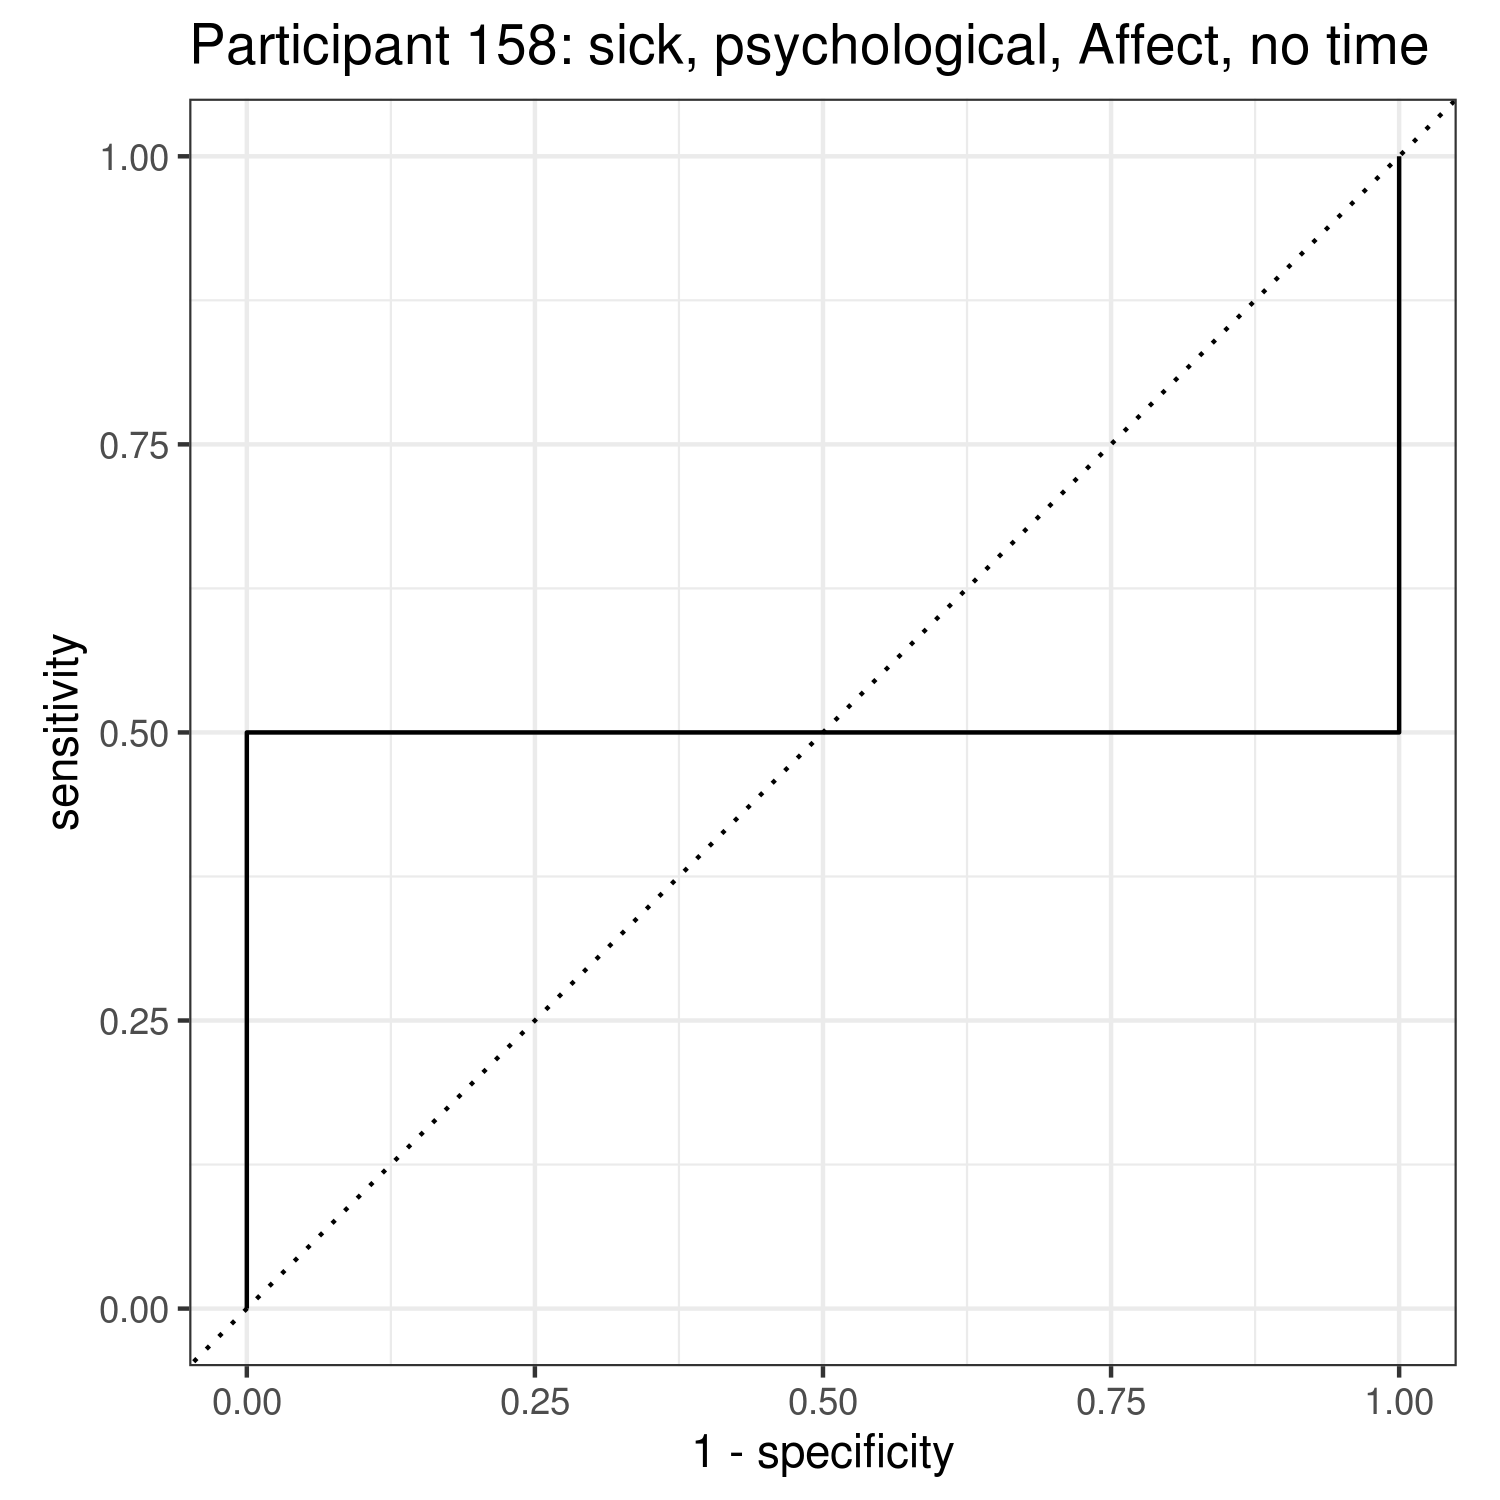 Participant 158: sick, psychological, Affect, no time
1.00
0.75
0.50
0.25
0.00
sensitivity
0.00 0.25 0.50 0.75 1.00
1 - specificity